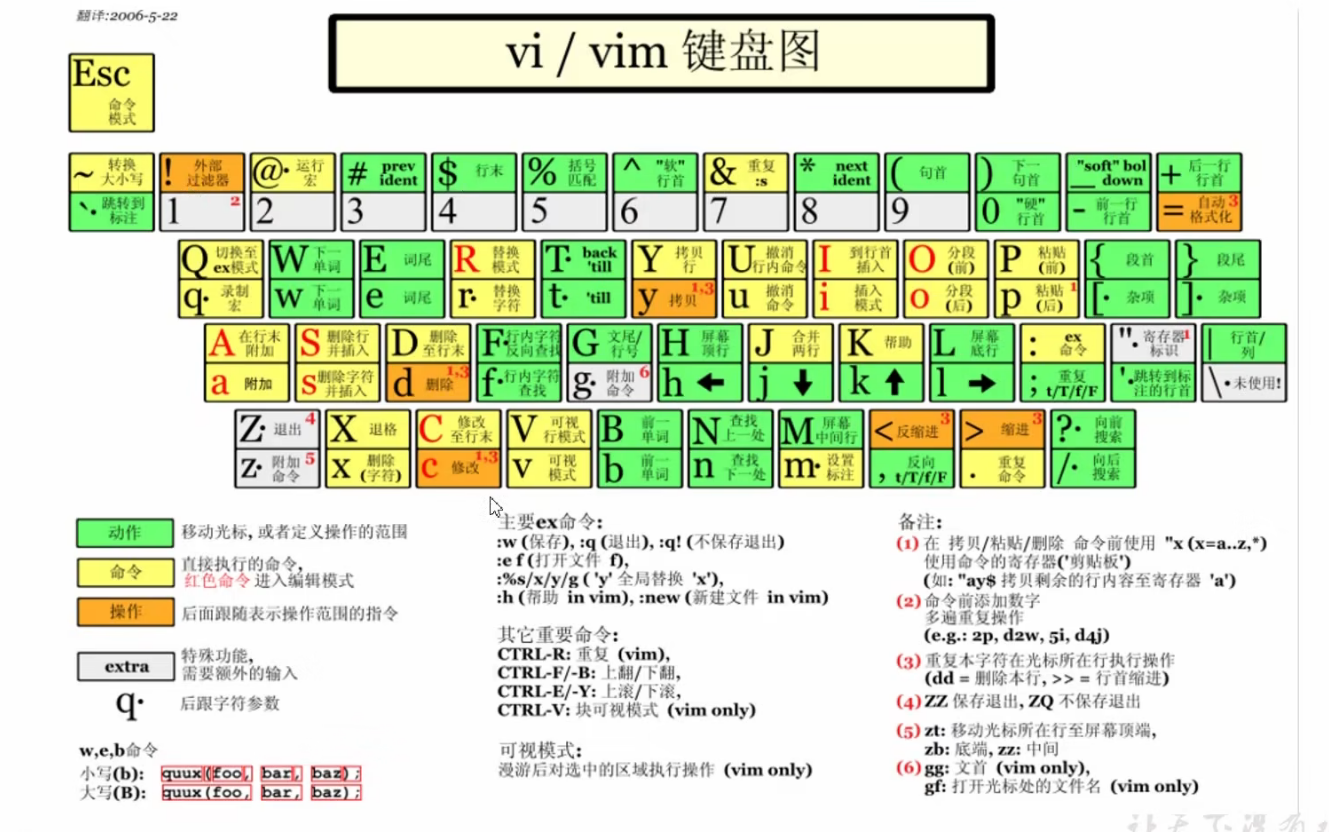 翻译:2006-5-22
vi / vim 键盘图
Esc
命令
模式
~ 转换大小写 ! 外部过滤器 @· 运行宏 # prev ident $ 行末 % 括号匹配 ^ "软"行首 & 重复 :s * next ident ( 句首 ) 下一句首 "soft" bol down _ + 后一行行首
`· 跳转到标注 1 2 2 3 4 5 6 7 8 9 0 "硬"行首 - 前一行行首 = 自动格式化 3
Q 切换至ex模式 W 下一单词 E 词尾 R 替换模式 T· back 'till Y 拷贝行 U 撤消行内命令 I 到行首插入 O 分段(前) P 粘贴(前) { 段首 } 段尾
q· 录制宏 w 下一单词 e 词尾 r· 替换字符 t· 'till y 拷贝 1,3 u 撤消命令 i 插入模式 o 分段(后) p 粘贴(后) 1 [· 杂项 ]· 杂项
A 在行末附加 S 删除行并插入 D 删除至行末 F· 行内字符反向查找 G 文尾/行号 H 屏幕顶行 J 合并两行 K 帮助 L 屏幕底行 : ex命令 "· 寄存器标识 1 | 行首/列
a 附加 s 删除字符并插入 d 删除 1,3 f· 行内字符查找 g· 附加命令 6 h ← j ↓ k ↑ l → ; 重复 t/T/f/F '· 跳转到标注的行首 \· 未使用!
Z· 退出 4 X 退格 C 修改至行末 V 可视行模式 B 前一单词 N 查找上一处 M 屏幕中间行 < 反缩进 3 > 缩进 3 ?· 向前搜索
z· 附加命令 5 x 删除(字符) c 修改 1,3 v 可视模式 b 前一单词 n 查找下一处 m· 设置标注 , 反向 t/T/f/F . 重复命令 /· 向后搜索
动作 移动光标, 或者定义操作的范围
命令 直接执行的命令,
红色命令 进入编辑模式
操作 后面跟随表示操作范围的指令
extra 特殊功能,
需要额外的输入
q· 后跟字符参数
w,e,b命令
小写(b): quux(foo, bar, baz);
大写(B): quux(foo, bar, baz);
主要ex命令:
:w (保存), :q (退出), :q! (不保存退出)
:e f (打开文件 f),
:%s/x/y/g ( 'y' 全局替换 'x'),
:h (帮助 in vim), :new (新建文件 in vim)
其它重要命令:
CTRL-R: 重复 (vim),
CTRL-F/-B: 上翻/下翻,
CTRL-E/-Y: 上滚/下滚,
CTRL-V: 块可视模式 (vim only)
可视模式:
漫游后对选中的区域执行操作 (vim only)
备注:
(1) 在 拷贝/粘贴/删除 命令前使用 "x (x=a..z,*)
使用命令的寄存器('剪贴板')
(如: "ay$ 拷贝剩余的行内容至寄存器 'a')
(2) 命令前添加数字
多遍重复操作
(e.g.: 2p, d2w, 5i, d4j)
(3) 重复本字符在光标所在行执行操作
(dd = 删除本行, >> = 行首缩进)
(4) ZZ 保存退出, ZQ 不保存退出
(5) zt: 移动光标所在行至屏幕顶端,
zb: 底端, zz: 中间
(6) gg: 文首 (vim only),
gf: 打开光标处的文件名 (vim only)